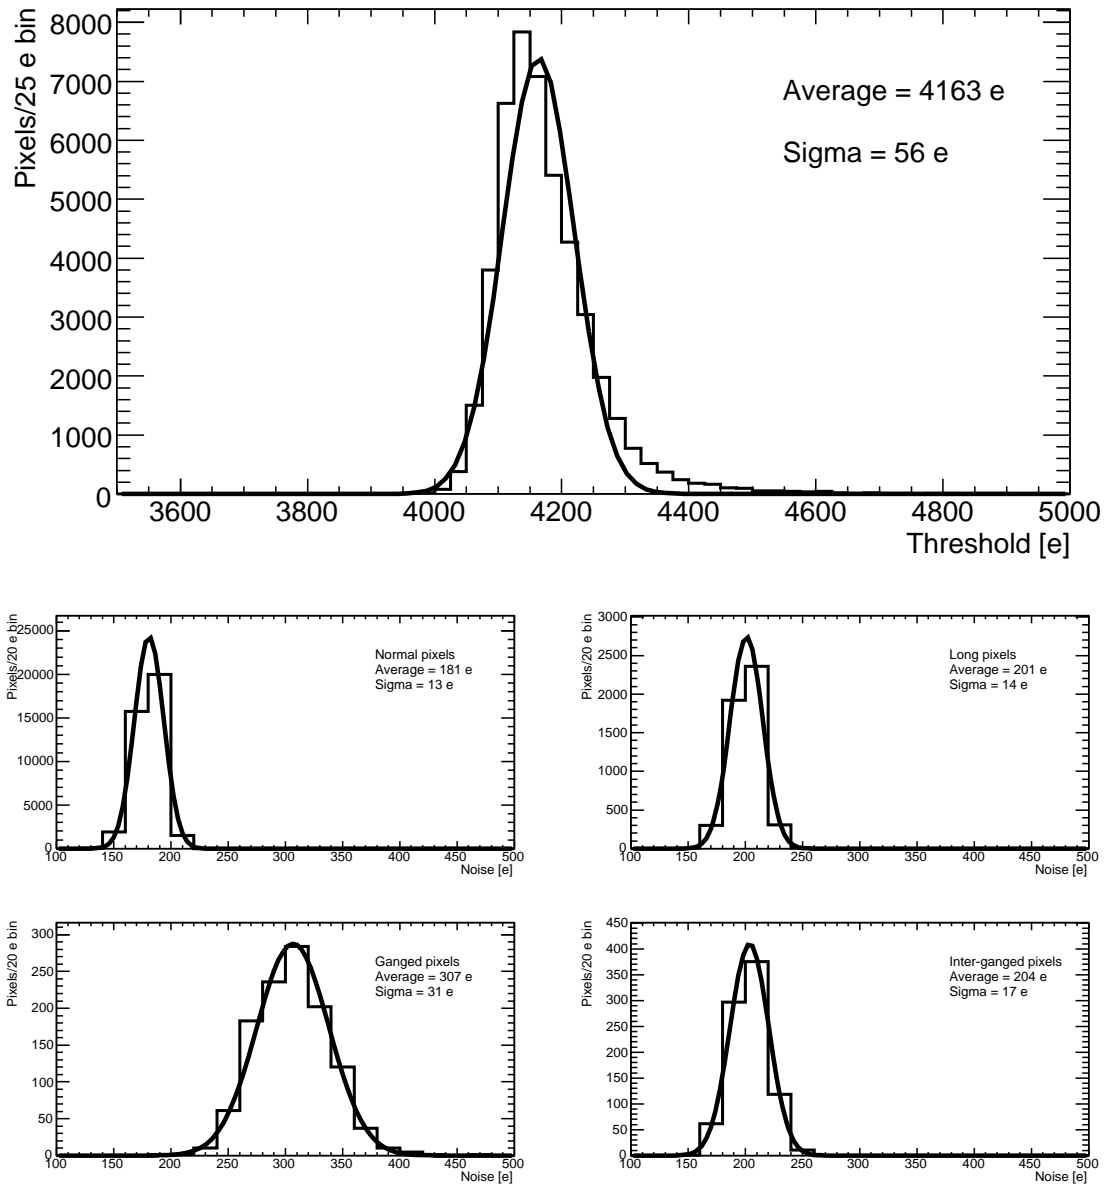 Pixels/25 e bin
8000
7000
6000
5000
4000
3000
2000
1000
0
Average = 4163 e
Sigma = 56 e
3600 3800 4000 4200 4400 4600 4800 5000
Threshold [e]
Pixels/20 e bin
25000
20000
15000
10000
5000
0
Normal pixels
Average = 181 e
Sigma = 13 e
100 150 200 250 300 350 400 450 500
Noise [e]
Pixels/20 e bin
3000
2500
2000
1500
1000
500
0
Long pixels
Average = 201 e
Sigma = 14 e
100 150 200 250 300 350 400 450 500
Noise [e]
Pixels/20 e bin
300
250
200
150
100
50
0
Ganged pixels
Average = 307 e
Sigma = 31 e
100 150 200 250 300 350 400 450 500
Noise [e]
Pixels/20 e bin
450
400
350
300
250
200
150
100
50
0
Inter-ganged pixels
Average = 204 e
Sigma = 17 e
100 150 200 250 300 350 400 450 500
Noise [e]